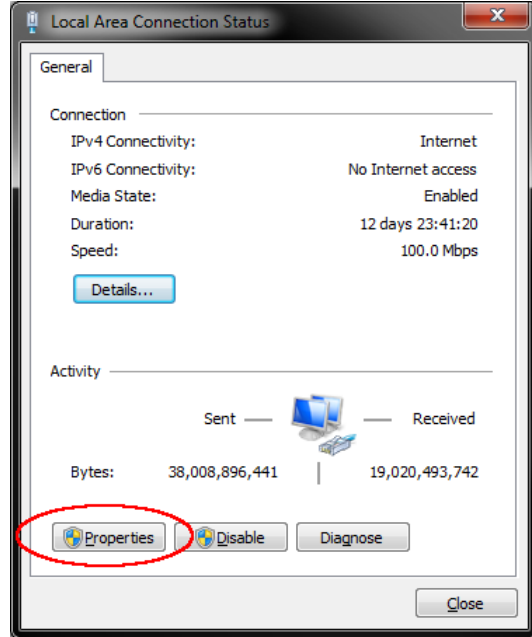 Local Area Connection Status
General
Connection
IPv4 Connectivity: Internet
IPv6 Connectivity: No Internet access
Media State: Enabled
Duration: 12 days 23:41:20
Speed: 100.0 Mbps
Details...
Activity
Sent Received
Bytes: 38,008,896,441 19,020,493,742
Properties Disable Diagnose
Close